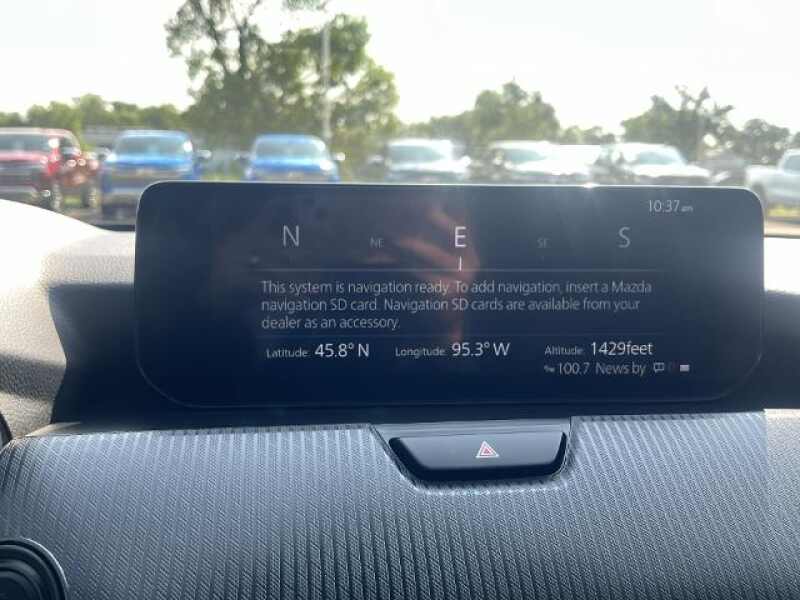 10:37am
N NE E SE S
This system is navigation ready. To add navigation, insert a Mazda
navigation SD card. Navigation SD cards are available from your
dealer as an accessory.
Latitude: 45.8° N Longitude: 95.3° W Altitude: 1429feet
100.7 News by